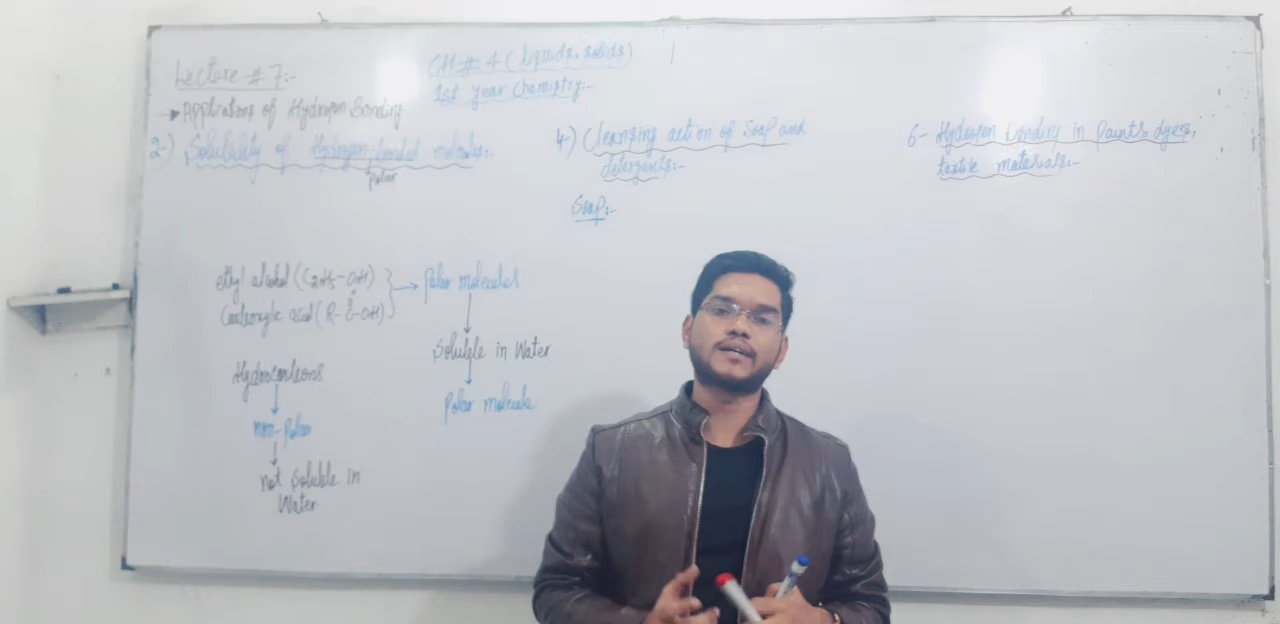 Lecture # 7:-
CH # 4 (liquids, solids)
1st year Chemistry:-
→ Applications of Hydrogen Bonding
2-) Solubility of Hydrogen-bonded molecules:-
Polar
ethyl alcohol (C2H5-OH)
Carboxylic acid (R-C-OH)
O
→ Polar molecules
Soluble in Water
Polar molecule
Hydrocarbons
non-Polar
not Soluble in
Water
4-) Cleansing action of Soap and
detergents:-
Soap:-
6- Hydrogen bonding in Paints, dyes,
textile materials:-